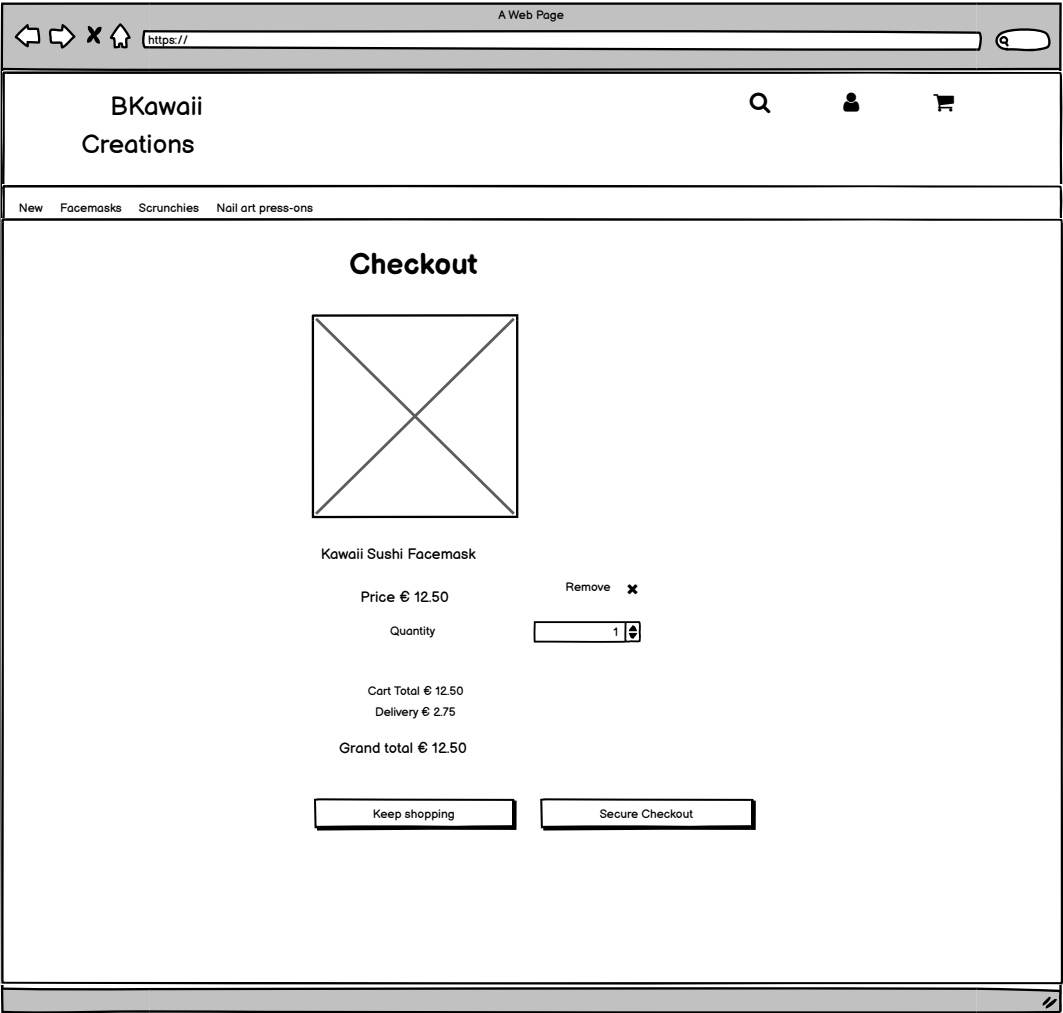 A Web Page
https://
BKawaii
Creations
New Facemasks Scrunchies Nail art press-ons
Checkout
Kawaii Sushi Facemask
Price € 12.50
Remove
Quantity
1
Cart Total € 12.50
Delivery € 2.75
Grand total € 12.50
Keep shopping
Secure Checkout